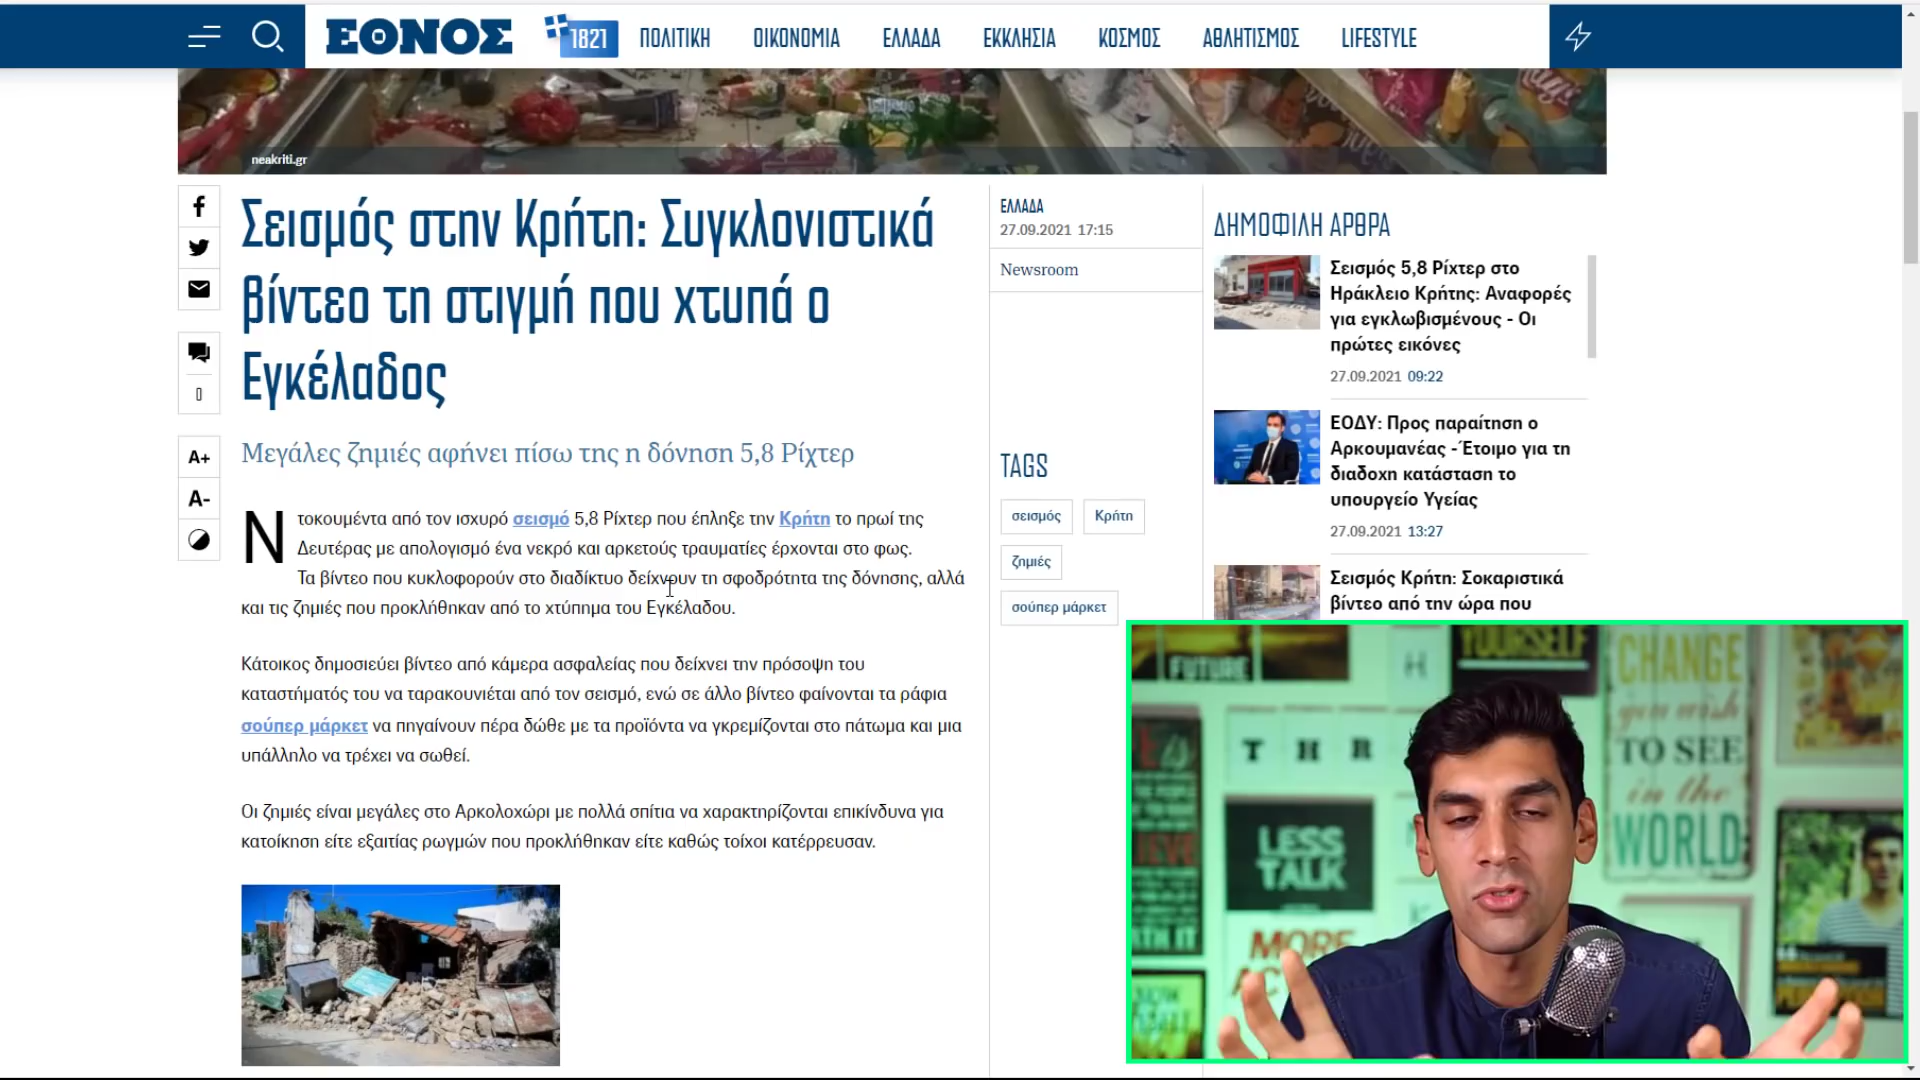 ΕΘΝΟΣ
1821
ΠΟΛΙΤΙΚΗ
ΟΙΚΟΝΟΜΙΑ
ΕΛΛΑΔΑ
ΕΚΚΛΗΣΙΑ
ΚΟΣΜΟΣ
ΑΘΛΗΤΙΣΜΟΣ
LIFESTYLE
neakriti.gr
0
A+
A-
Σεισμός στην Κρήτη: Συγκλονιστικά
βίντεο τη στιγμή που χτυπά ο
Εγκέλαδος
Μεγάλες ζημιές αφήνει πίσω της η δόνηση 5,8 Ρίχτερ
Ντοκουμέντα από τον ισχυρό σεισμό 5,8 Ρίχτερ που έπληξε την Κρήτη το πρωί της
Δευτέρας με απολογισμό ένα νεκρό και αρκετούς τραυματίες έρχονται στο φως.
Τα βίντεο που κυκλοφορούν στο διαδίκτυο δείχνουν τη σφοδρότητα της δόνησης, αλλά
και τις ζημιές που προκλήθηκαν από το χτύπημα του Εγκέλαδου.
Κάτοικος δημοσιεύει βίντεο από κάμερα ασφαλείας που δείχνει την πρόσοψη του
καταστήματός του να ταρακουνιέται από τον σεισμό, ενώ σε άλλο βίντεο φαίνονται τα ράφια
σούπερ μάρκετ να πηγαίνουν πέρα δώθε με τα προϊόντα να γκρεμίζονται στο πάτωμα και μια
υπάλληλο να τρέχει να σωθεί.
Οι ζημιές είναι μεγάλες στο Αρκολοχώρι με πολλά σπίτια να χαρακτηρίζονται επικίνδυνα για
κατοίκηση είτε εξαιτίας ρωγμών που προκλήθηκαν είτε καθώς τοίχοι κατέρρευσαν.
ΕΛΛΑΔΑ
27.09.2021 17:15
Newsroom
TAGS
σεισμός
Κρήτη
ζημιές
σούπερ μάρκετ
ΔΗΜΟΦΙΛΗ ΑΡΘΡΑ
Σεισμός 5,8 Ρίχτερ στο
Ηράκλειο Κρήτης: Αναφορές
για εγκλωβισμένους - Οι
πρώτες εικόνες
27.09.2021 09:22
ΕΟΔΥ: Προς παραίτηση ο
Αρκουμανέας - Έτοιμο για τη
διαδοχη κατάσταση το
υπουργείο Υγείας
27.09.2021 13:27
Σεισμός Κρήτη: Σοκαριστικά
βίντεο από την ώρα που
FUTURE
H
YOURSELF
CHANGE
you wish
TO SEE
in the
WORLD
T H R
LESS
TALK
MORE